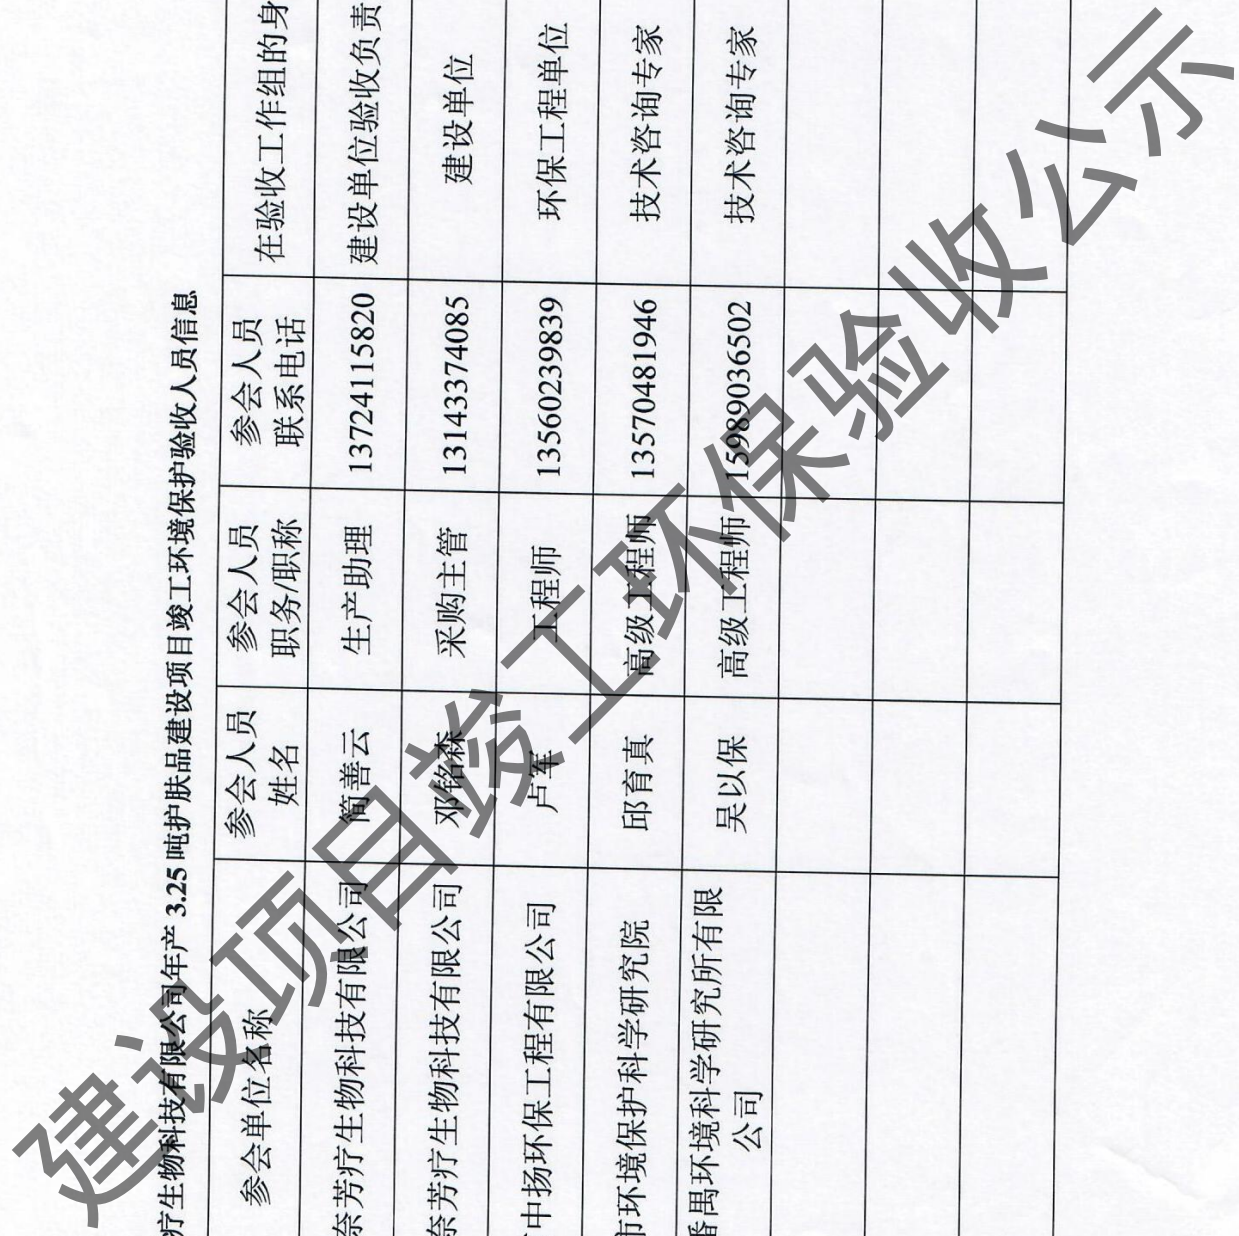 疗生物科技有限公司年产 3.25 吨护肤品建设项目竣工环境保护验收人员信息
参会单位名称 参会人员姓名 参会人员职务/职称 参会人员联系电话 在验收工作组的身
奈芳疗生物科技有限公司 简善云 生产助理 13724115820 建设单位验收负责
奈芳疗生物科技有限公司 邓铭森 采购主管 13143374085 建设单位
中扬环保工程有限公司 卢军 工程师 13560239839 环保工程单位
市环境保护科学研究院 邱育真 高级工程师 13570481946 技术咨询专家
番禺环境科学研究所有限公司 吴以保 高级工程师 15989036502 技术咨询专家
建设项目竣工环保验收公示